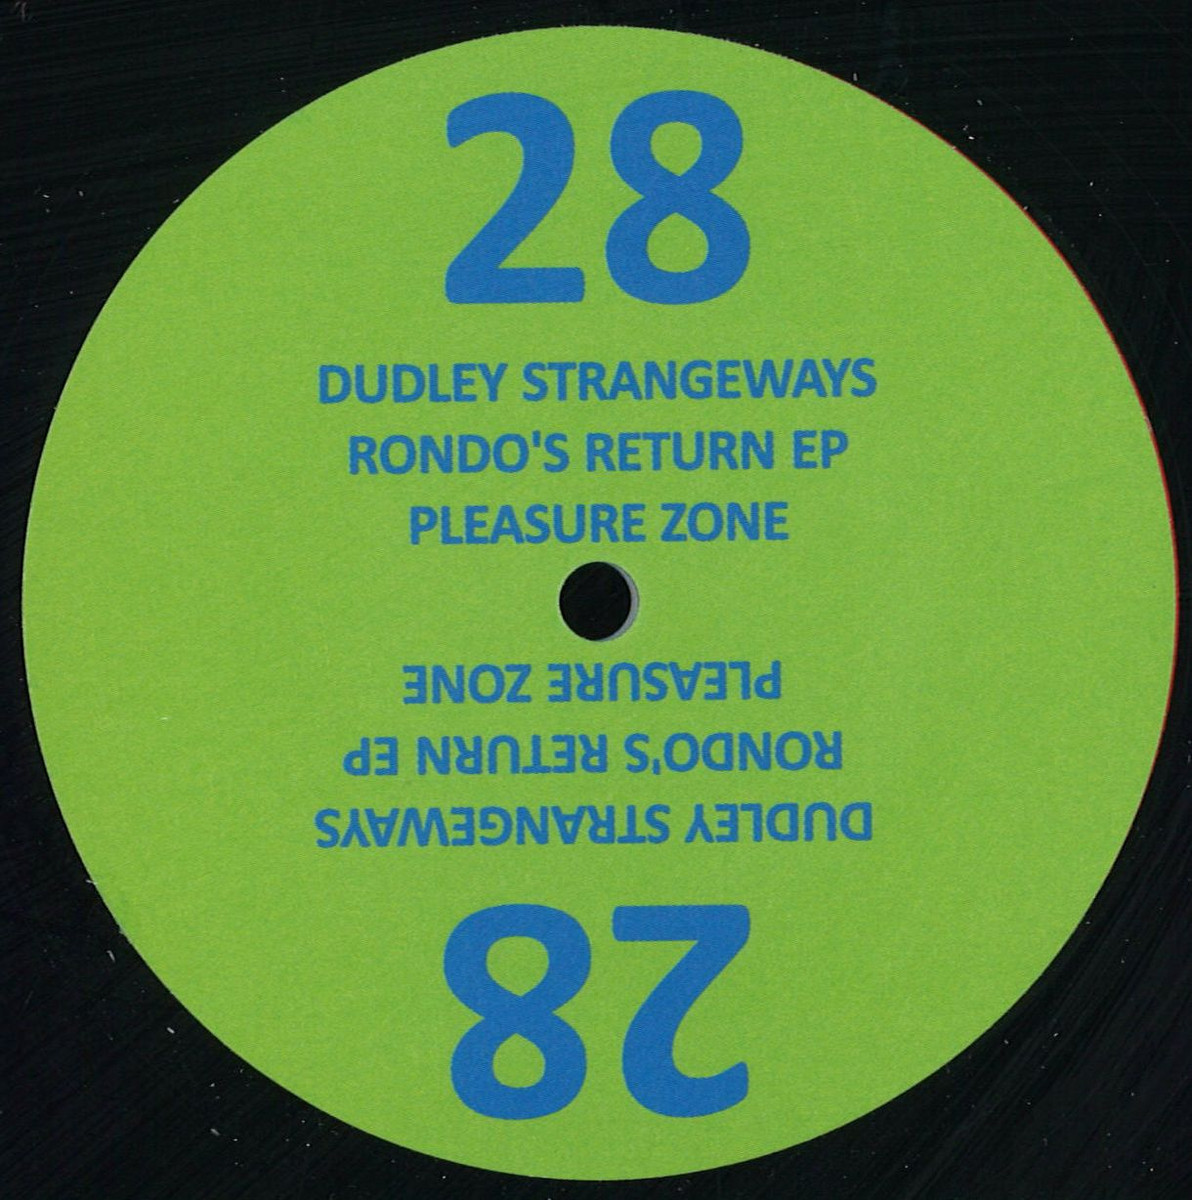 28
DUDLEY STRANGEWAYS
RONDO'S RETURN EP
PLEASURE ZONE
28
DUDLEY STRANGEWAYS
RONDO'S RETURN EP
PLEASURE ZONE